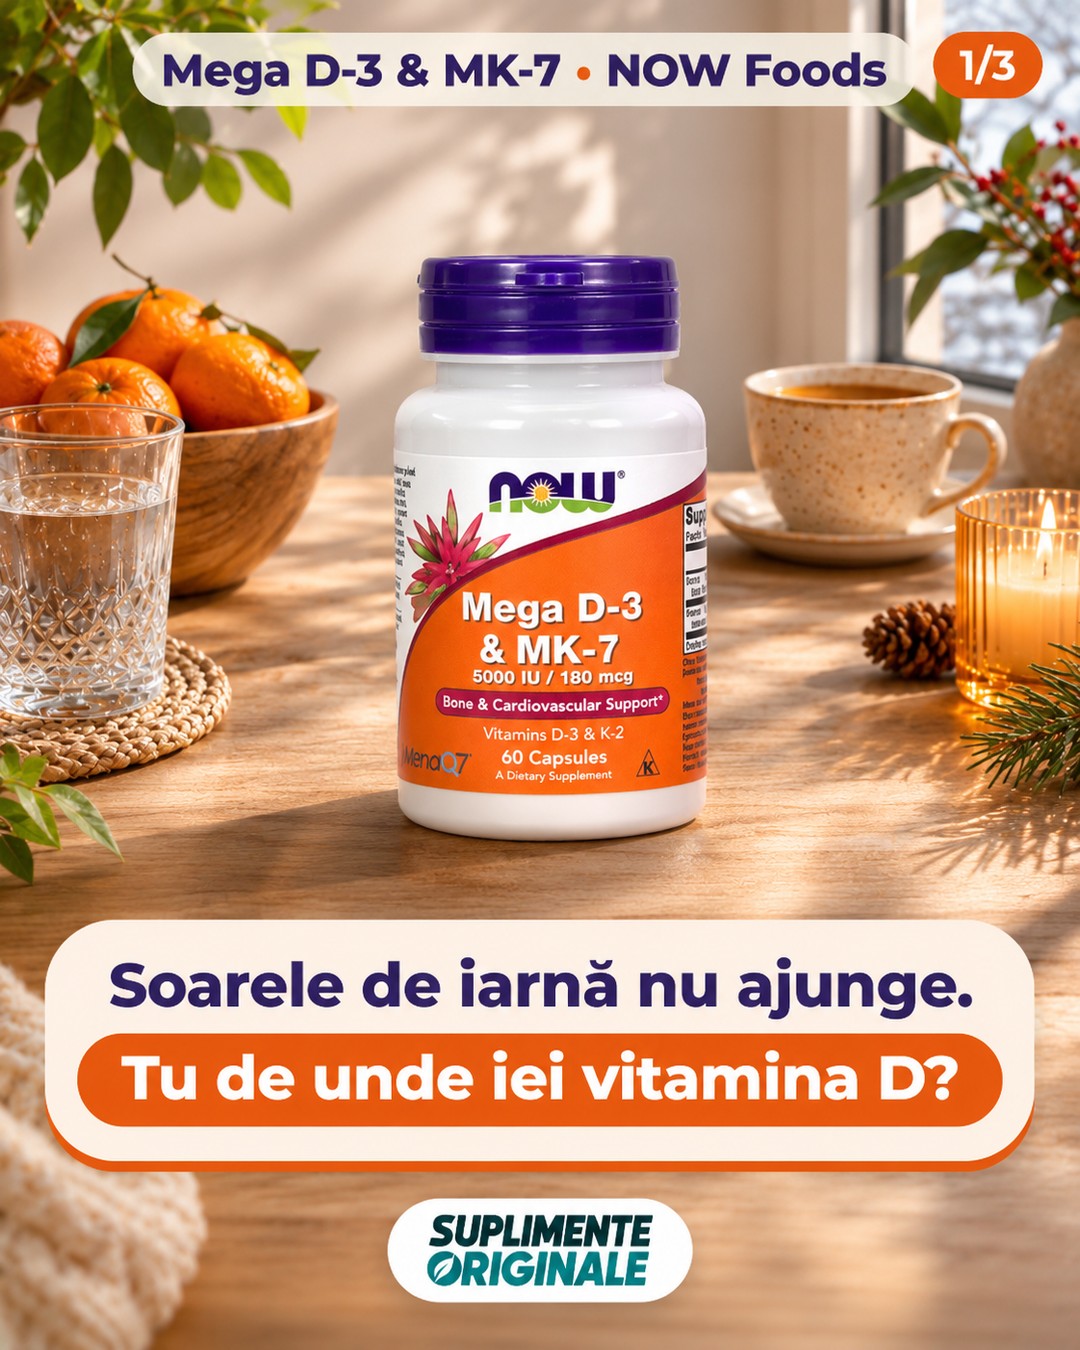 Mega D-3 & MK-7 • NOW Foods
1/3
NOW®
Mega D-3
& MK-7
5000 IU / 180 mcg
Bone & Cardiovascular Support*
Vitamins D-3 & K-2
MenaQ7
60 Capsules
A Dietary Supplement
K
Soarele de iarnă nu ajunge.
Tu de unde iei vitamina D?
SUPLIMENTE
ORIGINALE